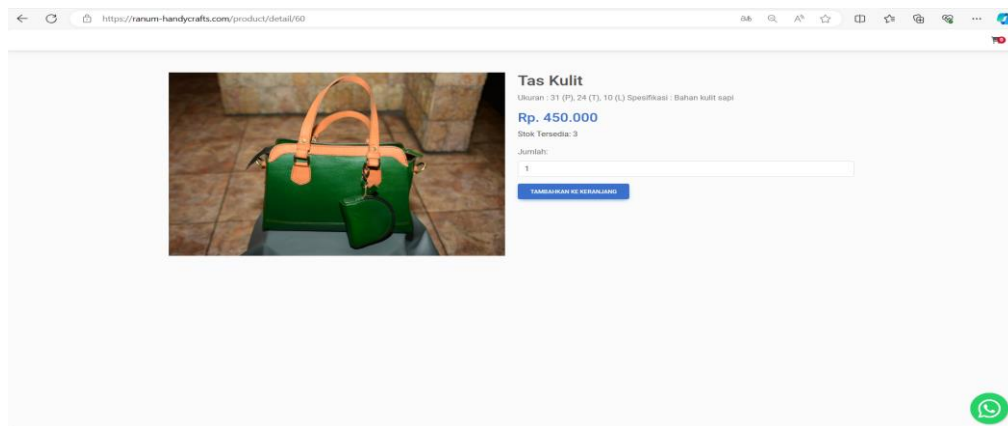 https://ranum-handycrafts.com/product/detail/60
Tas Kulit
Ukuran : 31 (P), 24 (T), 10 (L) Spesifikasi : Bahan kulit sapi
Rp. 450.000
Stok Tersedia: 3
Jumlah:
1
TAMBAHKAN KE KERANJANG